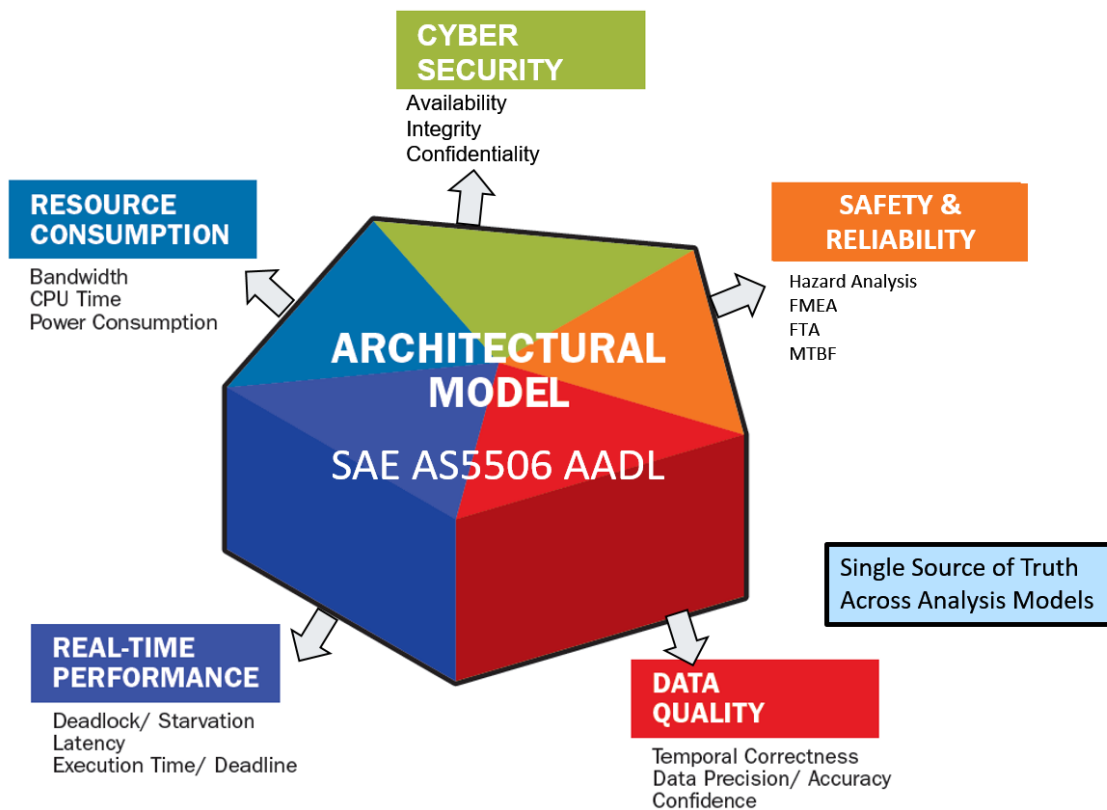 CYBER
SECURITY
Availability
Integrity
Confidentiality
RESOURCE
CONSUMPTION
Bandwidth
CPU Time
Power Consumption
SAFETY &
RELIABILITY
Hazard Analysis
FMEA
FTA
MTBF
ARCHITECTURAL
MODEL
SAE AS5506 AADL
Single Source of Truth
Across Analysis Models
REAL-TIME
PERFORMANCE
Deadlock/ Starvation
Latency
Execution Time/ Deadline
DATA
QUALITY
Temporal Correctness
Data Precision/ Accuracy
Confidence